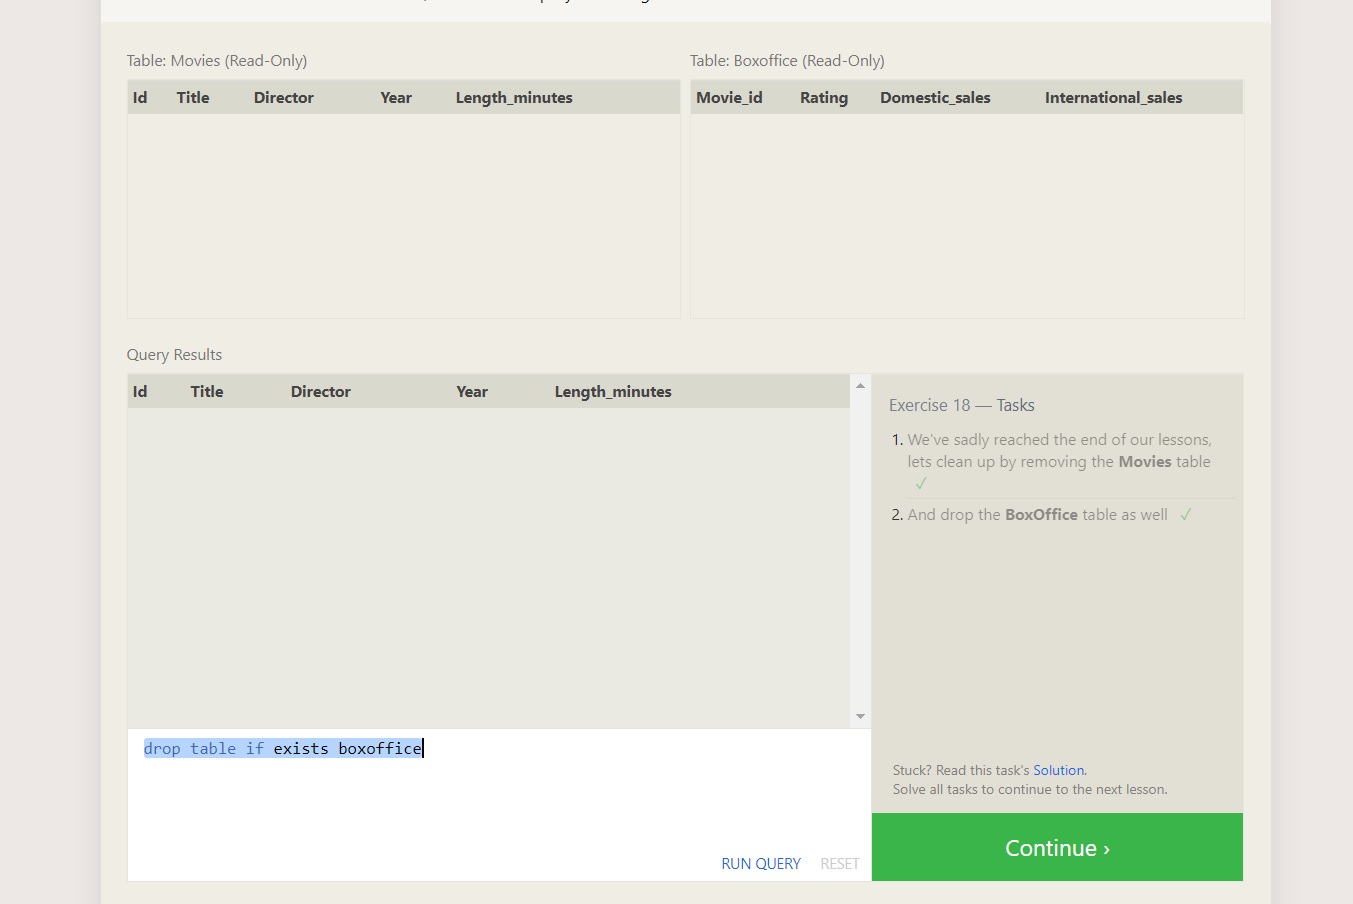 Table: Movies (Read-Only)
Id Title Director Year Length_minutes
Table: Boxoffice (Read-Only)
Movie_id Rating Domestic_sales International_sales
Query Results
Id Title Director Year Length_minutes
drop table if exists boxoffice
RUN QUERY RESET
Exercise 18 — Tasks
1. We've sadly reached the end of our lessons,
lets clean up by removing the Movies table
✓
2. And drop the BoxOffice table as well ✓
Stuck? Read this task's Solution.
Solve all tasks to continue to the next lesson.
Continue ›